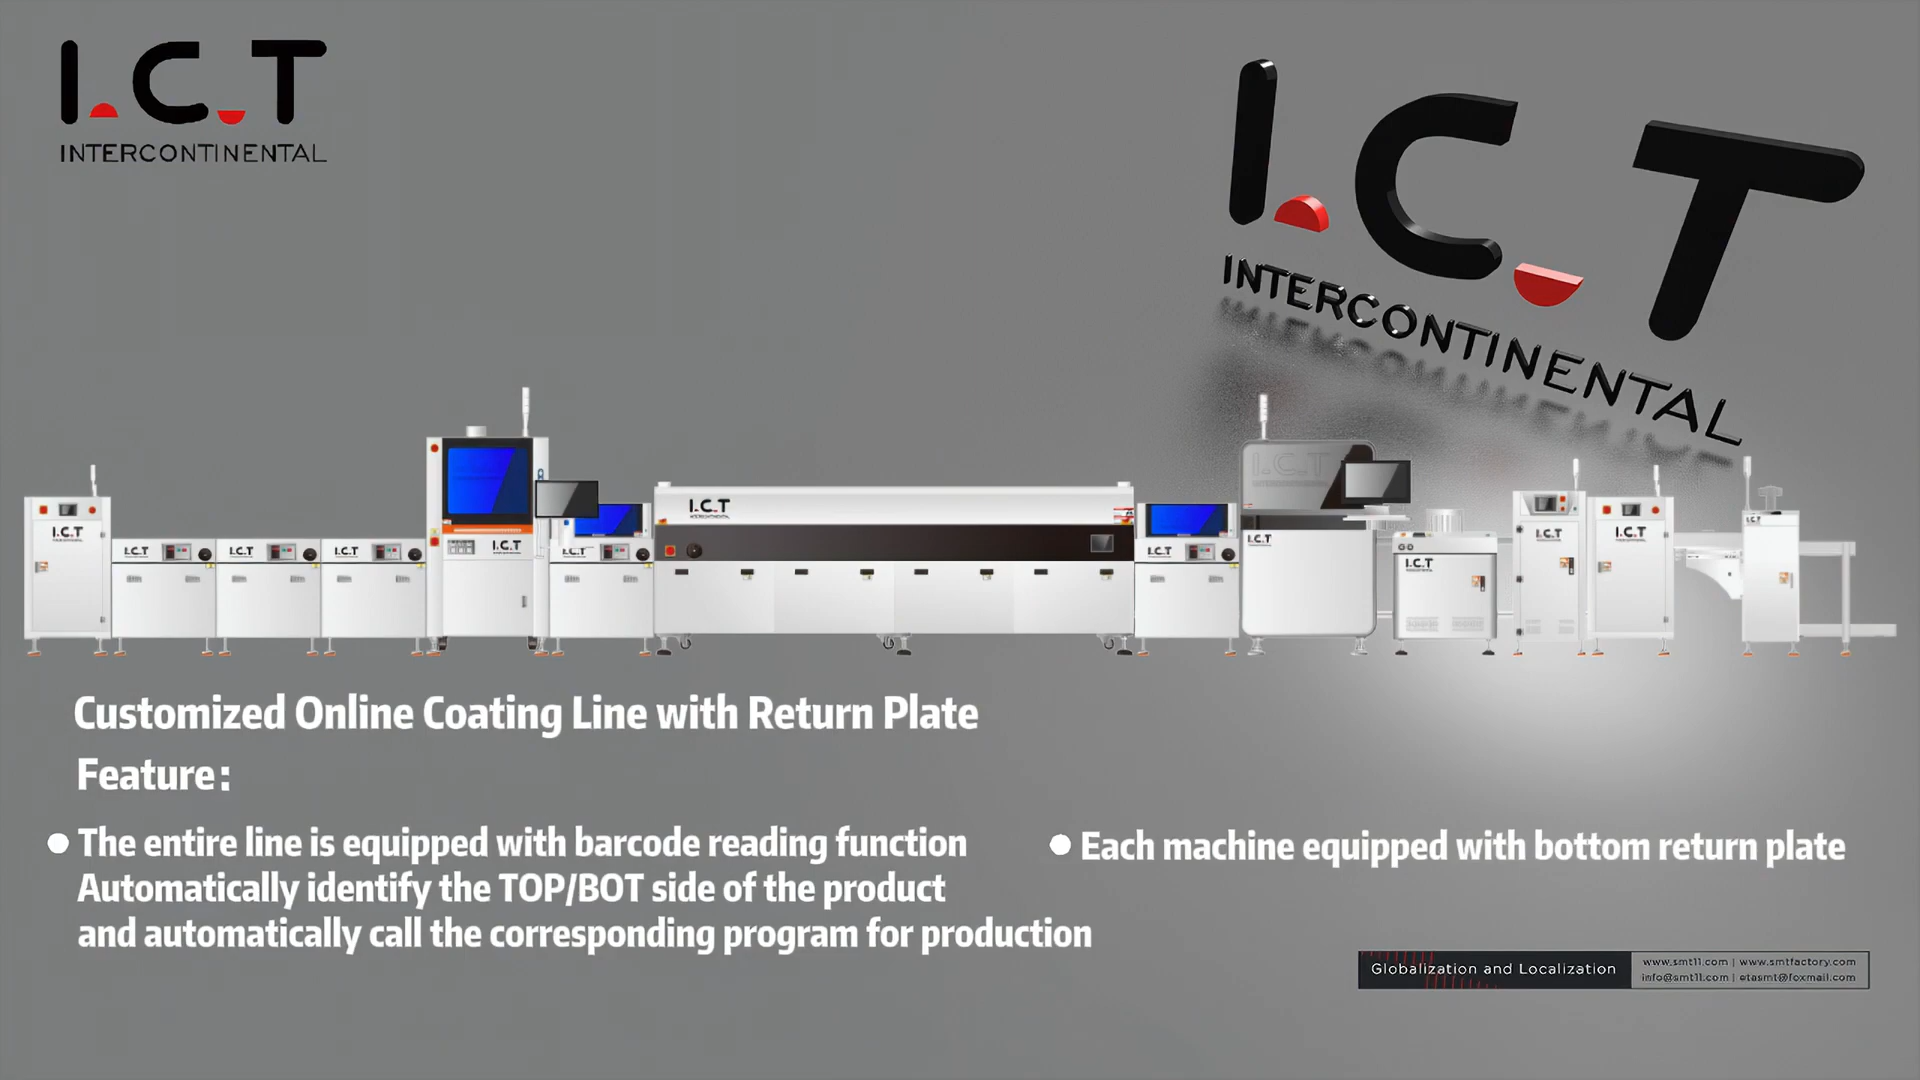 I.C.T
INTERCONTINENTAL
I.C.T
INTERCONTINENTAL
I.C.T
I.C.T
I.C.T
I.C.T
I.C.T
I.C.T
I.C.T
I.C.T
I.C.T
I.C.T
I.C.T
I.C.T
I.C.T
I.C.T
Customized Online Coating Line with Return Plate
Feature:
The entire line is equipped with barcode reading function
Automatically identify the TOP/BOT side of the product
and automatically call the corresponding program for production
Each machine equipped with bottom return plate
Globalization and Localization
www.smt11.com | www.smtfactory.com
info@smt11.com | etasmt@foxmail.com